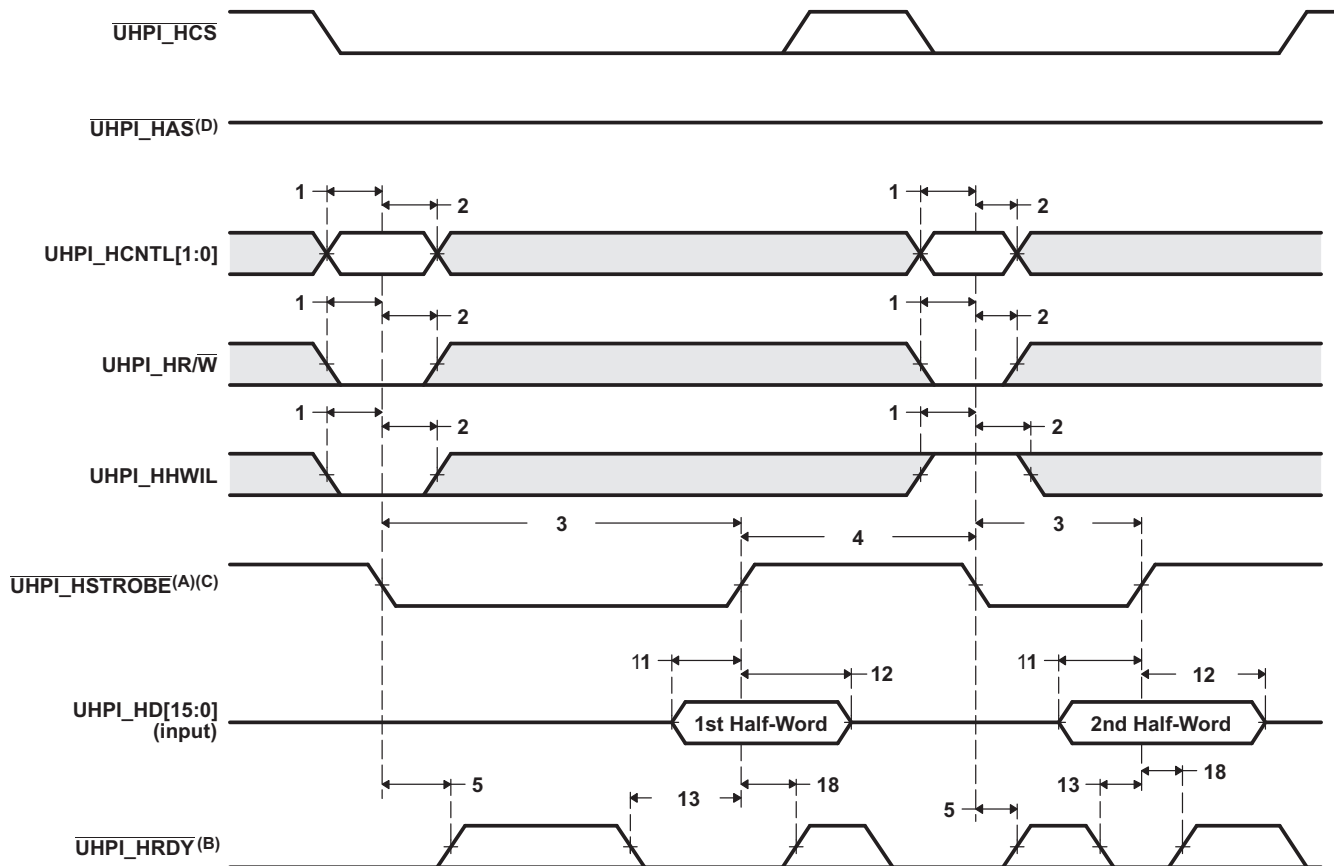 UHPI_HCS
UHPI_HAS(D)
1
2
1
2
UHPI_HCNTL[1:0]
1
2
1
2
UHPI_HR/W
1
2
1
2
UHPI_HHWIL
3
4
3
UHPI_HSTROBE(A)(C)
11
12
11
12
UHPI_HD[15:0]
(input)
1st Half-Word
2nd Half-Word
5
13
18
5
13
18
UHPI_HRDY(B)